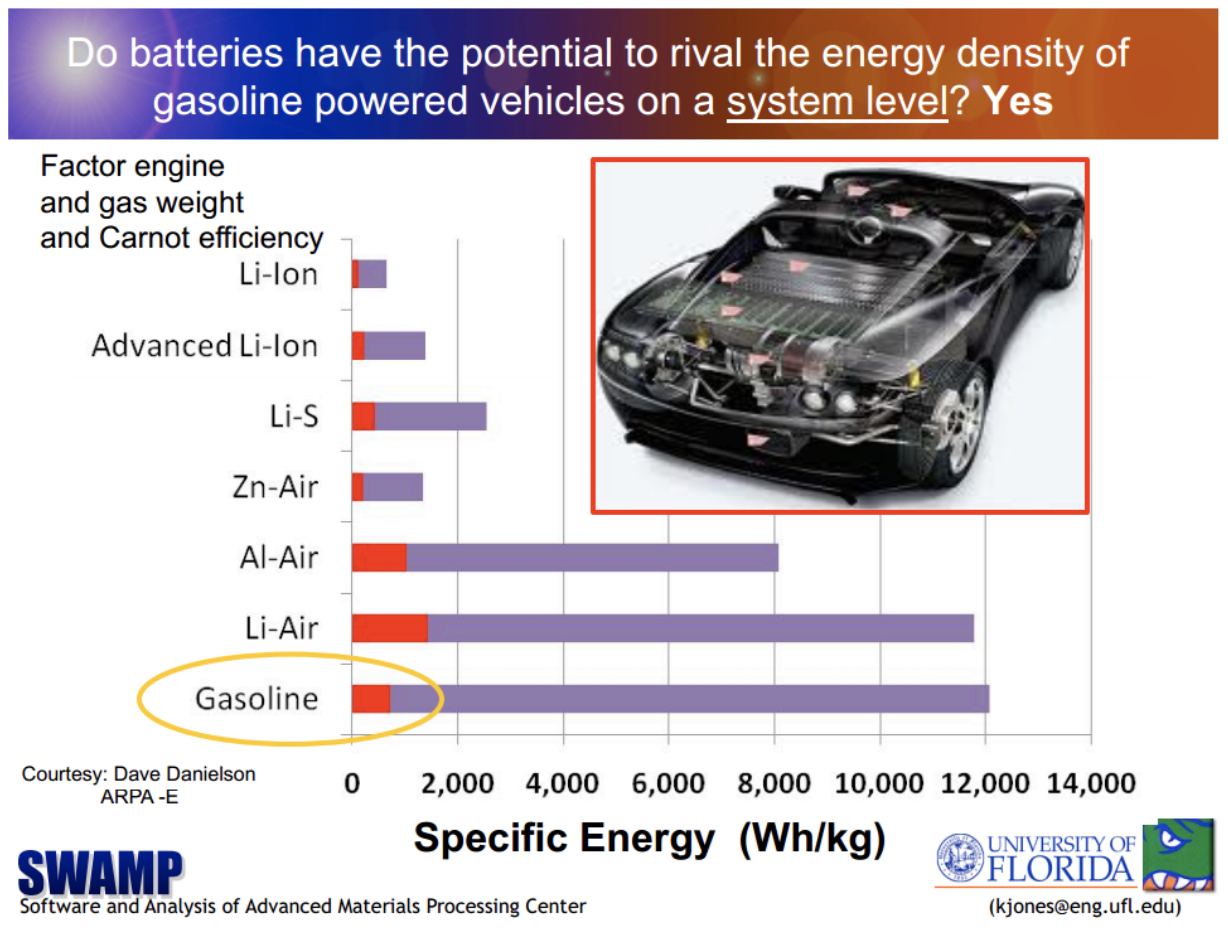 Do batteries have the potential to rival the energy density of
gasoline powered vehicles on a system level? Yes
Factor engine
and gas weight
and Carnot efficiency
Li-Ion
Advanced Li-Ion
Li-S
Zn-Air
Al-Air
Li-Air
Gasoline
0 2,000 4,000 6,000 8,000 10,000 12,000 14,000
Specific Energy (Wh/kg)
Courtesy: Dave Danielson
ARPA -E
SWAMP
Software and Analysis of Advanced Materials Processing Center
UNIVERSITY OF
FLORIDA
(kjones@eng.ufl.edu)